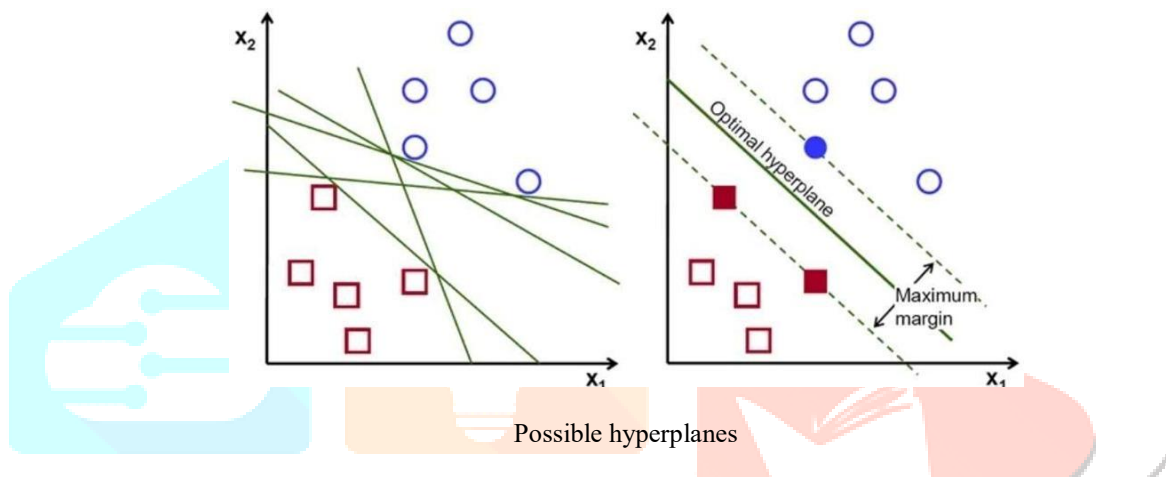 x₂
x₁
x₂
Optimal hyperplane
Maximum
margin
x₁
Possible hyperplanes